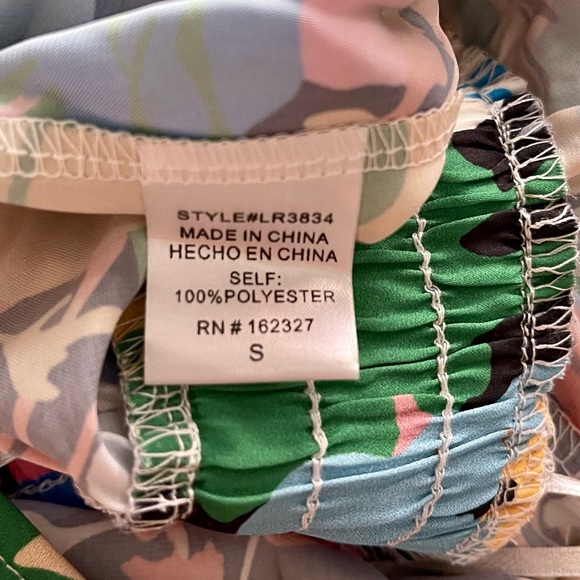 STYLE#LR3834
MADE IN CHINA
HECHO EN CHINA
SELF:
100%POLYESTER
RN # 162327
S